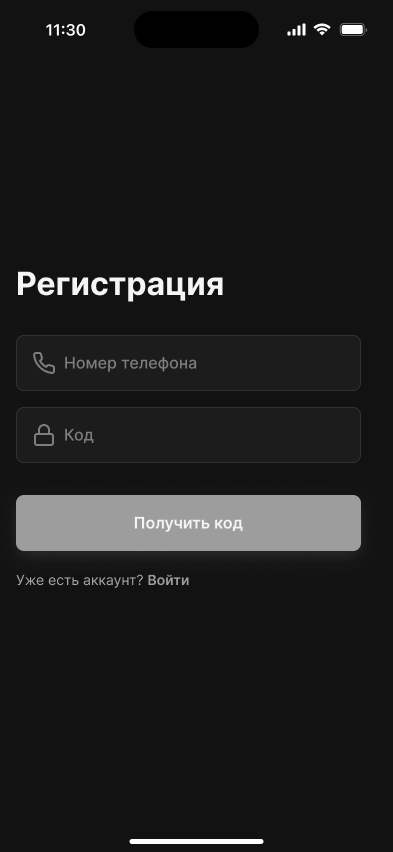 11:30
Регистрация
Номер телефона
Код
Получить код
Уже есть аккаунт? Войти